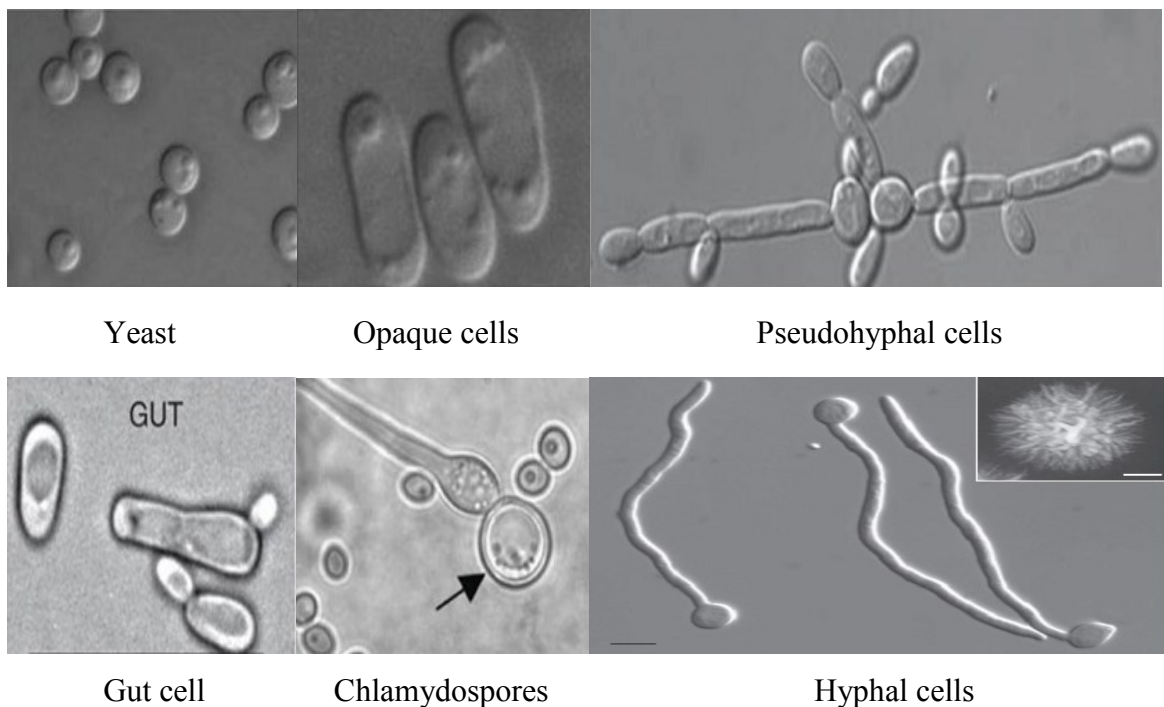 Yeast
Opaque cells
Pseudohyphal cells
GUT
Gut cell
Chlamydospores
Hyphal cells